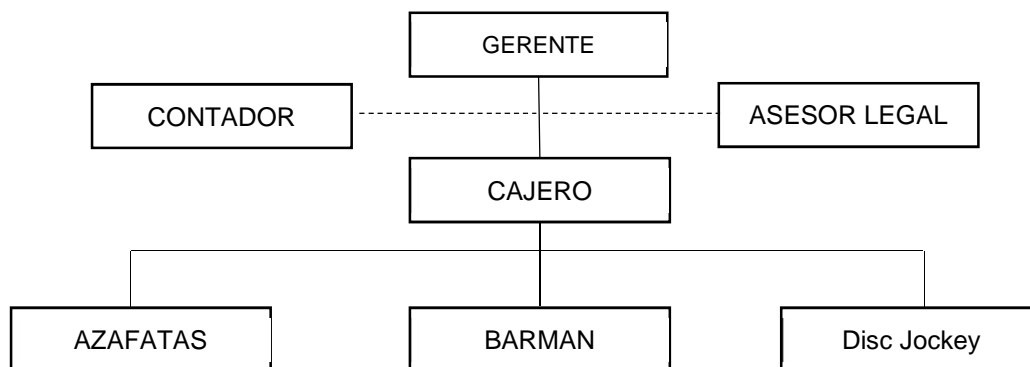 GERENTE
CONTADOR
ASESOR LEGAL
CAJERO
AZAFATAS
BARMAN
Disc Jockey